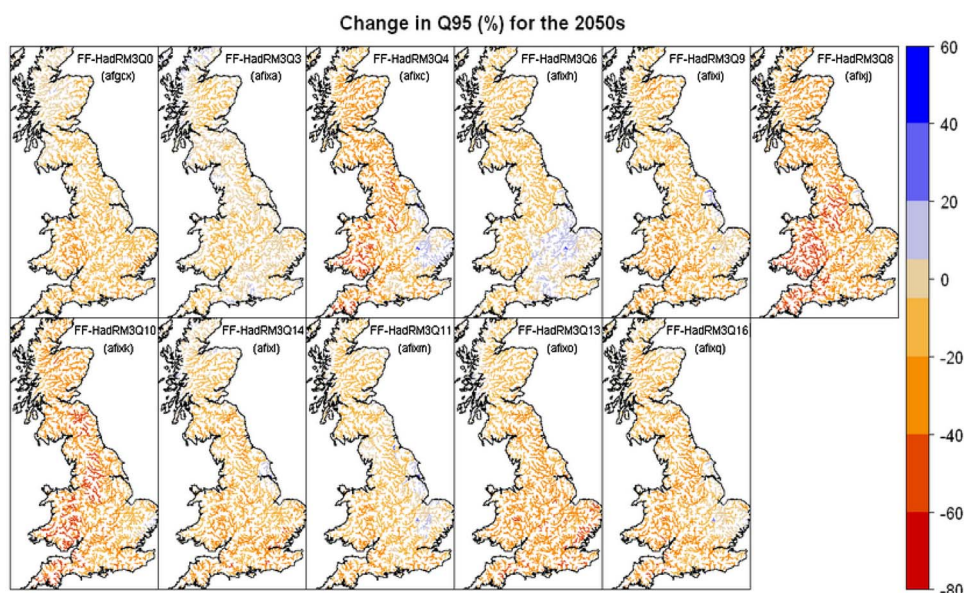 Change in Q95 (%) for the 2050s
FF-HadRM3Q0
(afgcx)
FF-HadRM3Q3
(afixa)
FF-HadRM3Q4
(afixc)
FF-HadRM3Q6
(afixh)
FF-HadRM3Q9
(afixi)
FF-HadRM3Q8
(afixj)
FF-HadRM3Q10
(afixk)
FF-HadRM3Q14
(afixl)
FF-HadRM3Q11
(afixm)
FF-HadRM3Q13
(afixo)
FF-HadRM3Q16
(afixq)
60
40
20
0
-20
-40
-60
-80